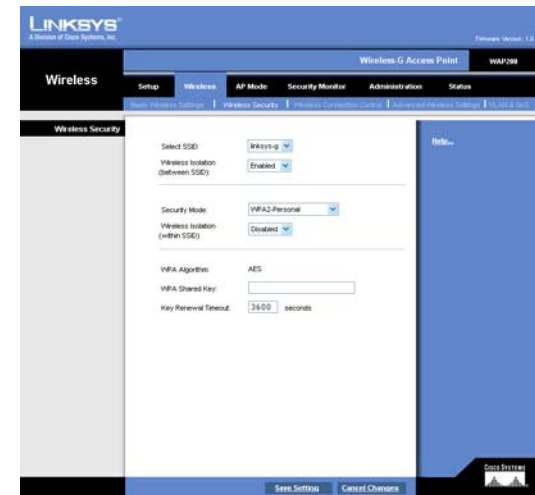 LINKSYS®
A Division of Cisco Systems, Inc.
Firmware Version: 1.0
Wireless-G Access Point
WAP200
Wireless
Setup
Wireless
AP Mode
Security Monitor
Administration
Status
Basic Wireless Settings
Wireless Security
Wireless Connection Control
Advanced Wireless Settings
VLAN & QoS
Wireless Security
Help...
Select SSID:
linksys-g
Wireless Isolation
(between SSID):
Enabled
Security Mode:
WPA2-Personal
Wireless Isolation
(within SSID)
Disabled
WPA Algorithm:
AES
WPA Shared Key:
Key Renewal Timeout:
3600
seconds
Save Setting
Cancel Changes
CISCO SYSTEMS